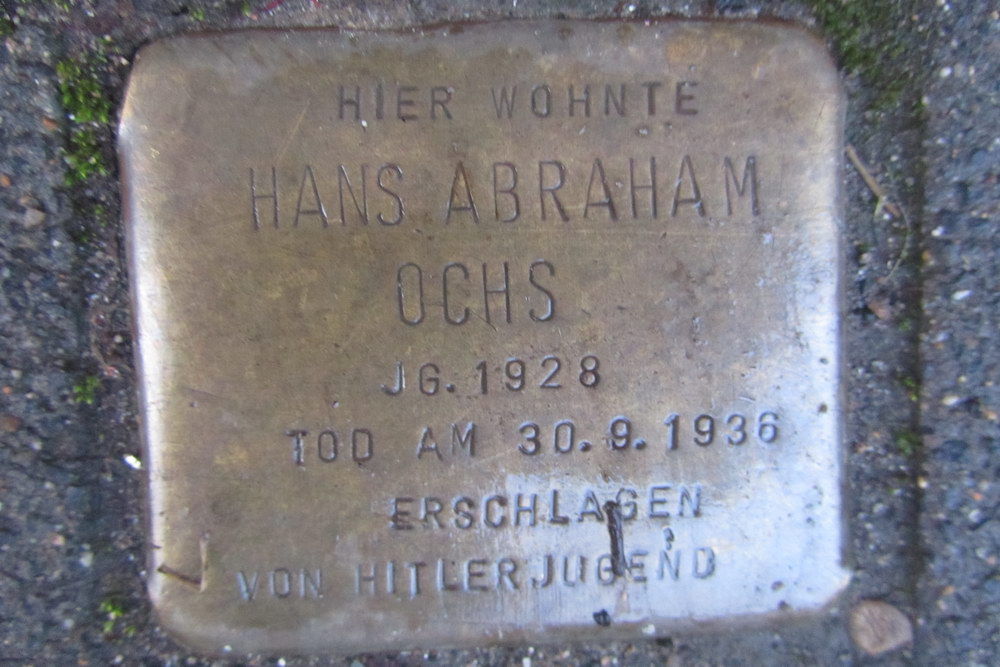 HIER WOHNTE
HANS ABRAHAM
OCHS
JG. 1928
TOD AM 30.9.1936
ERSCHLAGEN
VON HITLERJUGEND